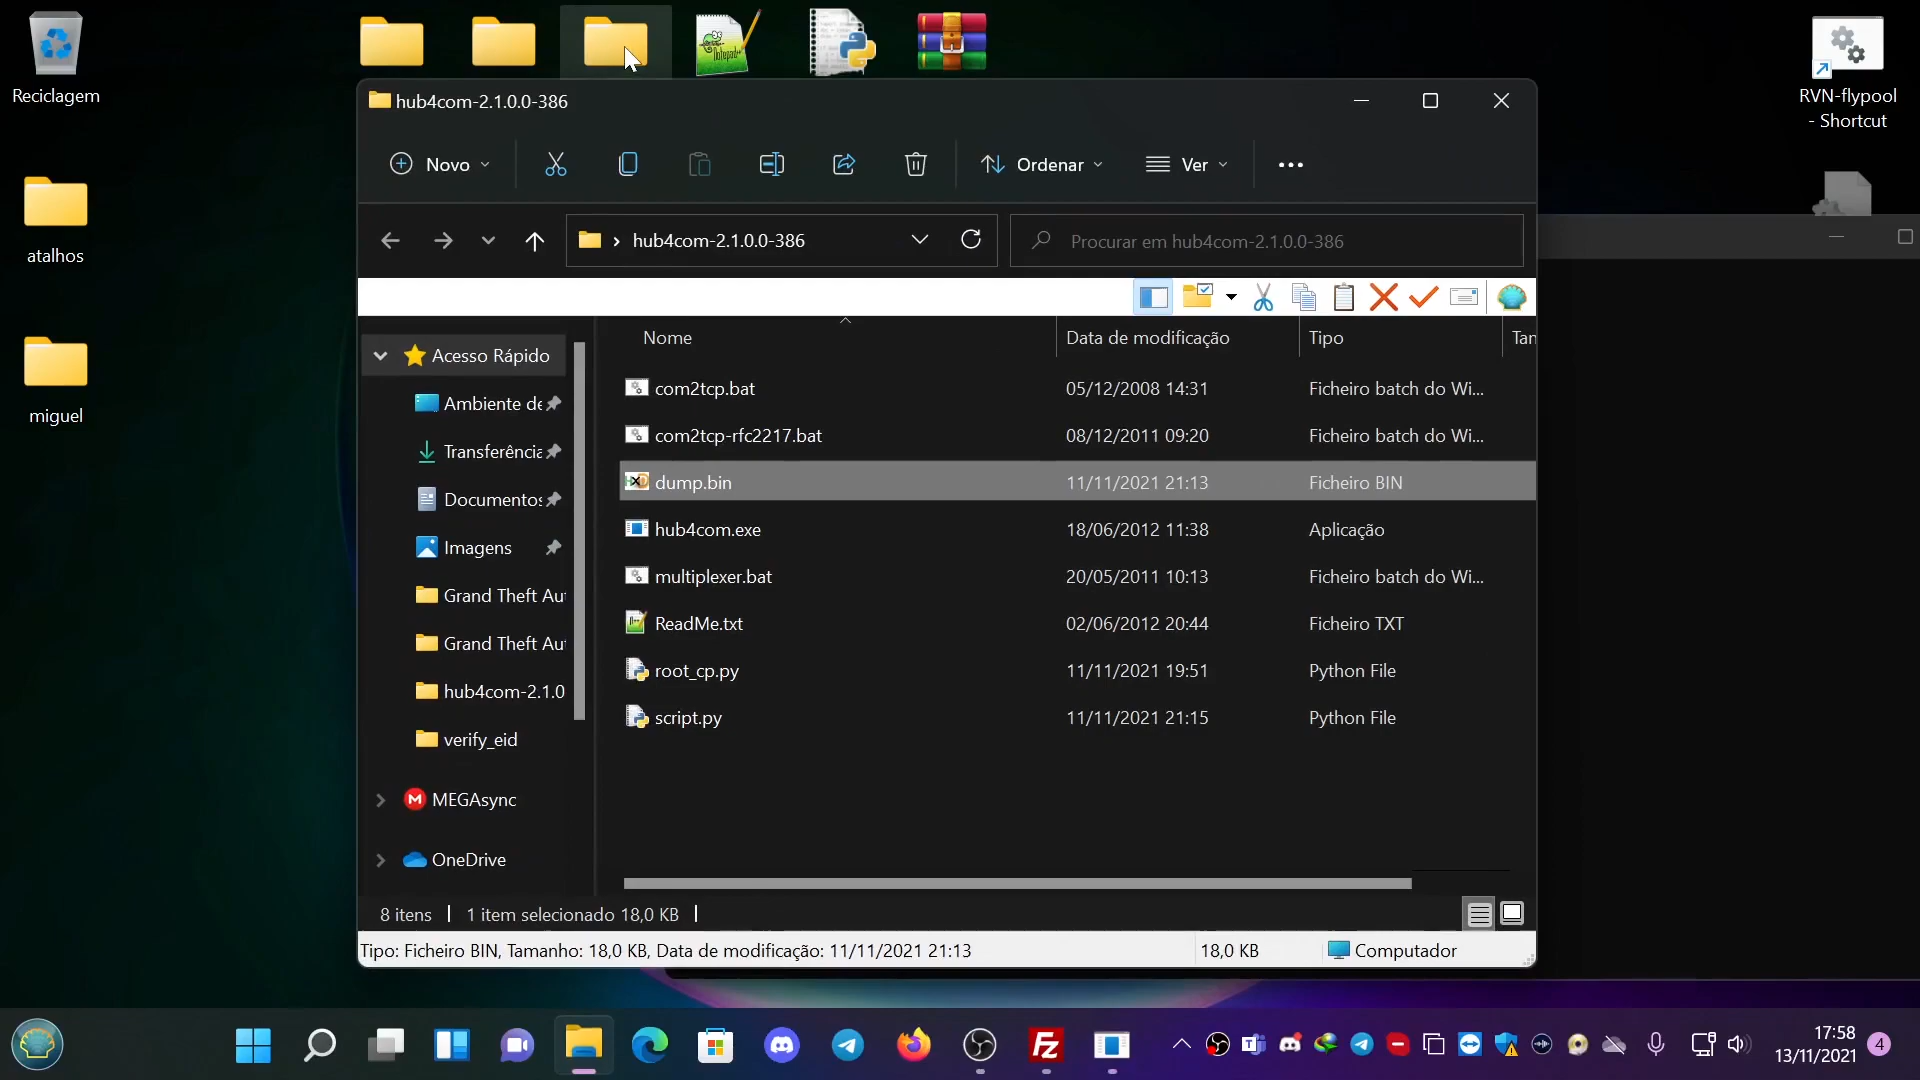 Reciclagem
atalhos
miguel
RVN-flypool
- Shortcut
hub4com-2.1.0.0-386
Novo
Ordenar
Ver
hub4com-2.1.0.0-386
Procurar em hub4com-2.1.0.0-386
Nome
Data de modificação
Tipo
Tar
Acesso Rápido
Ambiente de
Transferência
Documentos
Imagens
Grand Theft Aut
Grand Theft Aut
hub4com-2.1.0
verify_eid
MEGAsync
OneDrive
com2tcp.bat 05/12/2008 14:31 Ficheiro batch do Wi...
com2tcp-rfc2217.bat 08/12/2011 09:20 Ficheiro batch do Wi...
dump.bin 11/11/2021 21:13 Ficheiro BIN
hub4com.exe 18/06/2012 11:38 Aplicação
multiplexer.bat 20/05/2011 10:13 Ficheiro batch do Wi...
ReadMe.txt 02/06/2012 20:44 Ficheiro TXT
root_cp.py 11/11/2021 19:51 Python File
script.py 11/11/2021 21:15 Python File
8 itens 1 item selecionado 18,0 KB
Tipo: Ficheiro BIN, Tamanho: 18,0 KB, Data de modificação: 11/11/2021 21:13 18,0 KB Computador
17:58
13/11/2021 4